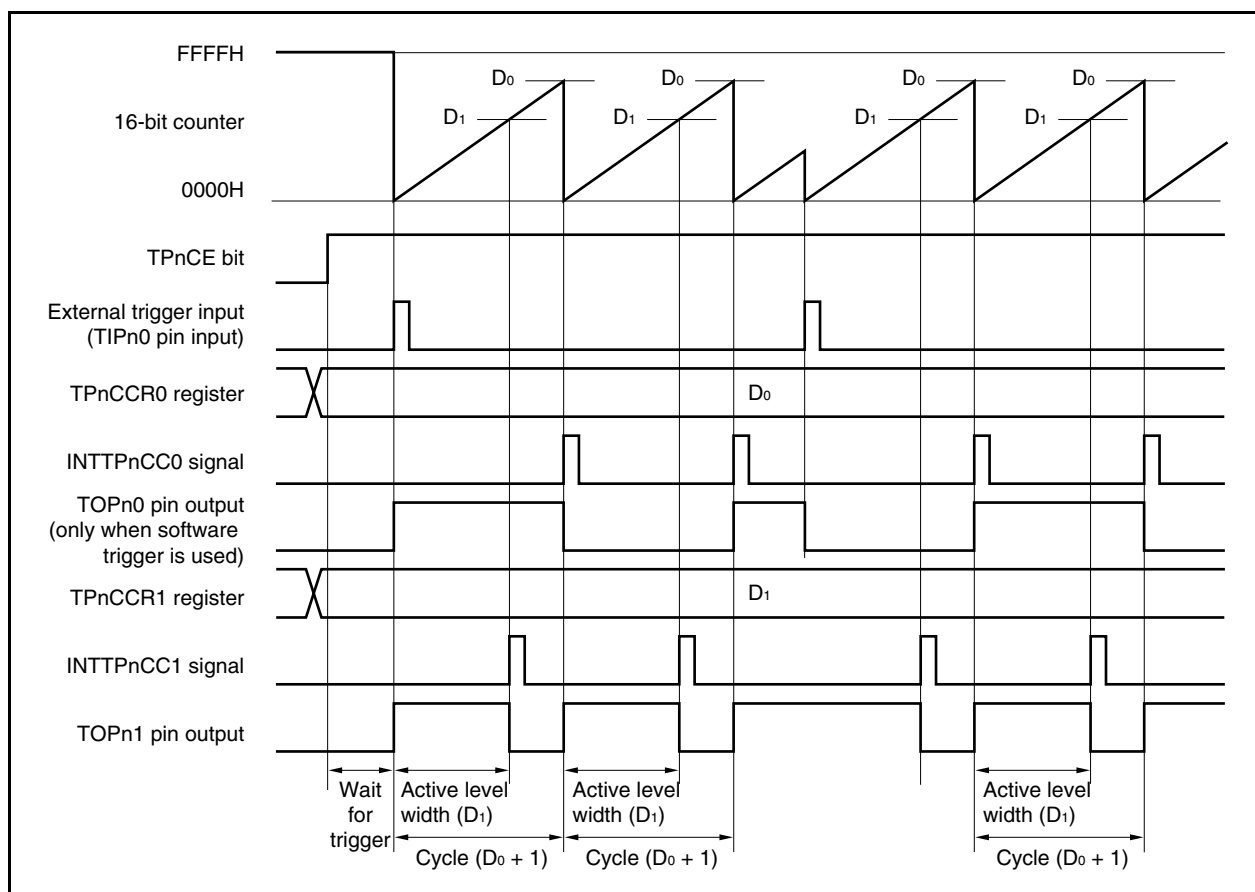 FFFFH
D0
D0
D0
D0
16-bit counter
D1
D1
D1
D1
0000H
TPnCE bit
External trigger input
(TIPn0 pin input)
TPnCCR0 register
D0
INTTPnCC0 signal
TOPn0 pin output
(only when software
trigger is used)
TPnCCR1 register
D1
INTTPnCC1 signal
TOPn1 pin output
Wait
for
trigger
Active level
width (D1)
Active level
width (D1)
Active level
width (D1)
Cycle (D0 + 1)
Cycle (D0 + 1)
Cycle (D0 + 1)